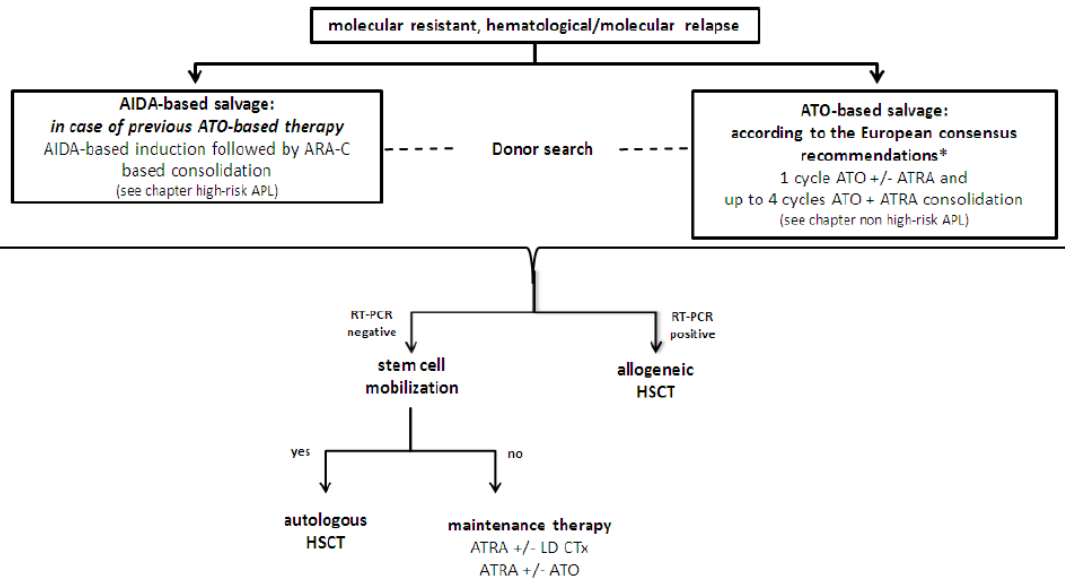 molecular resistant, hematological/molecular relapse
AIDA-based salvage:
in case of previous ATO-based therapy
AIDA-based induction followed by ARA-C
based consolidation
(see chapter high-risk APL)
Donor search
ATO-based salvage:
according to the European consensus
recommendations*
1 cycle ATO +/- ATRA and
up to 4 cycles ATO + ATRA consolidation
(see chapter non high-risk APL)
RT-PCR
negative
RT-PCR
positive
stem cell
mobilization
allogeneic
HSCT
yes
no
autologous
HSCT
maintenance therapy
ATRA +/- LD CTx
ATRA +/- ATO